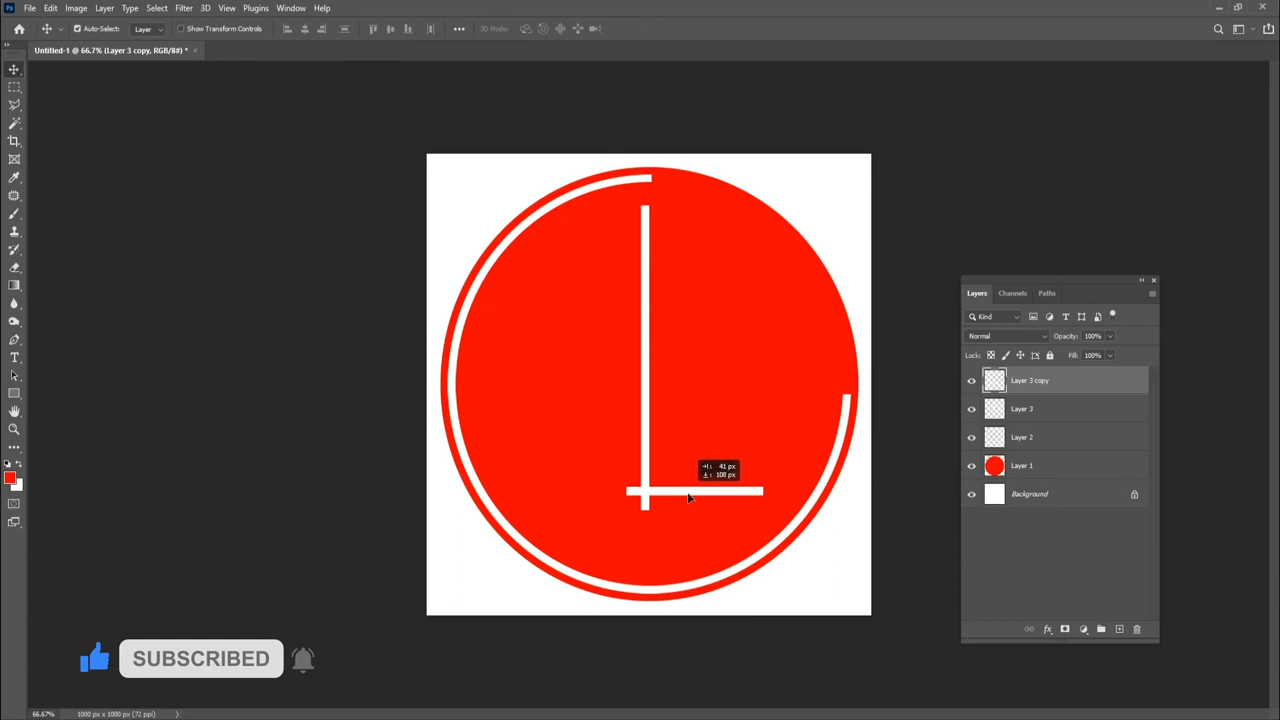 File Edit Image Layer Type Select Filter 3D View Plugins Window Help
Auto-Select: Layer Show Transform Controls 3D Mode:
Untitled-1 @ 66.7% (Layer 3 copy, RGB/8#) *
Layers Channels Paths
Kind
Normal Opacity: 100%
Lock: Fill: 100%
Layer 3 copy
Layer 3
Layer 2
Layer 1
Background
41 px
108 px
SUBSCRIBED
66.67% 1000 px x 1000 px (72 ppi)